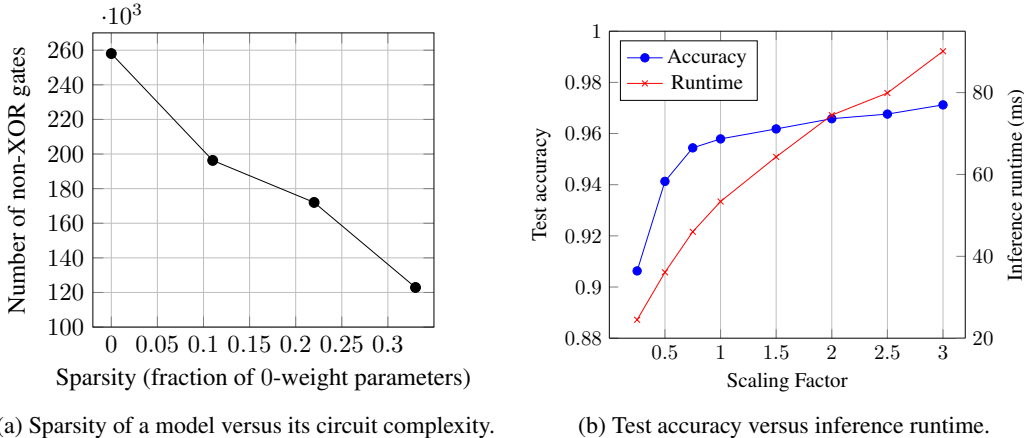 ·10³
260
240
220
200
180
160
140
120
100
Number of non-XOR gates
0 0.05 0.1 0.15 0.2 0.25 0.3
Sparsity (fraction of 0-weight parameters)
a) Sparsity of a model versus its circuit complexity.
1
0.98
0.96
0.94
0.92
0.9
0.88
Test accuracy
Accuracy
Runtime
80
60
40
20
Inference runtime (ms)
0.5 1 1.5 2 2.5 3
Scaling Factor
(b) Test accuracy versus inference runtime.